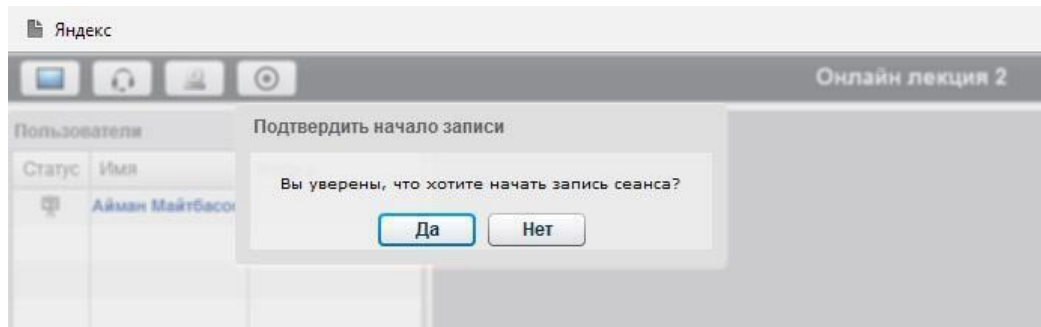 Яндекс
Онлайн лекция 2
Пользователи
Подтвердить начало записи
Статус Имя
Вы уверены, что хотите начать запись сеанса?
Айман
Да Нет